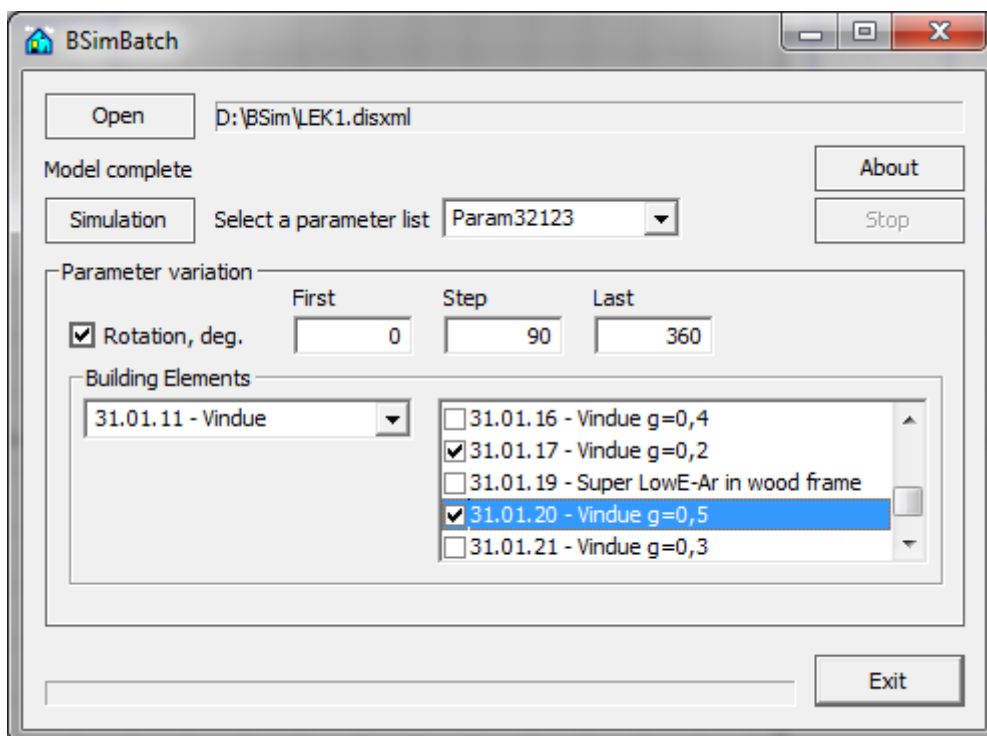 BSimBatch
Open D:\BSim\LEK1.disxml
Model complete About
Simulation Select a parameter list Param32123 Stop
Parameter variation
First Step Last
Rotation, deg. 0 90 360
Building Elements
31.01.11 - Vindue
31.01.16 - Vindue g=0,4
31.01.17 - Vindue g=0,2
31.01.19 - Super LowE-Ar in wood frame
31.01.20 - Vindue g=0,5
31.01.21 - Vindue g=0,3
Exit